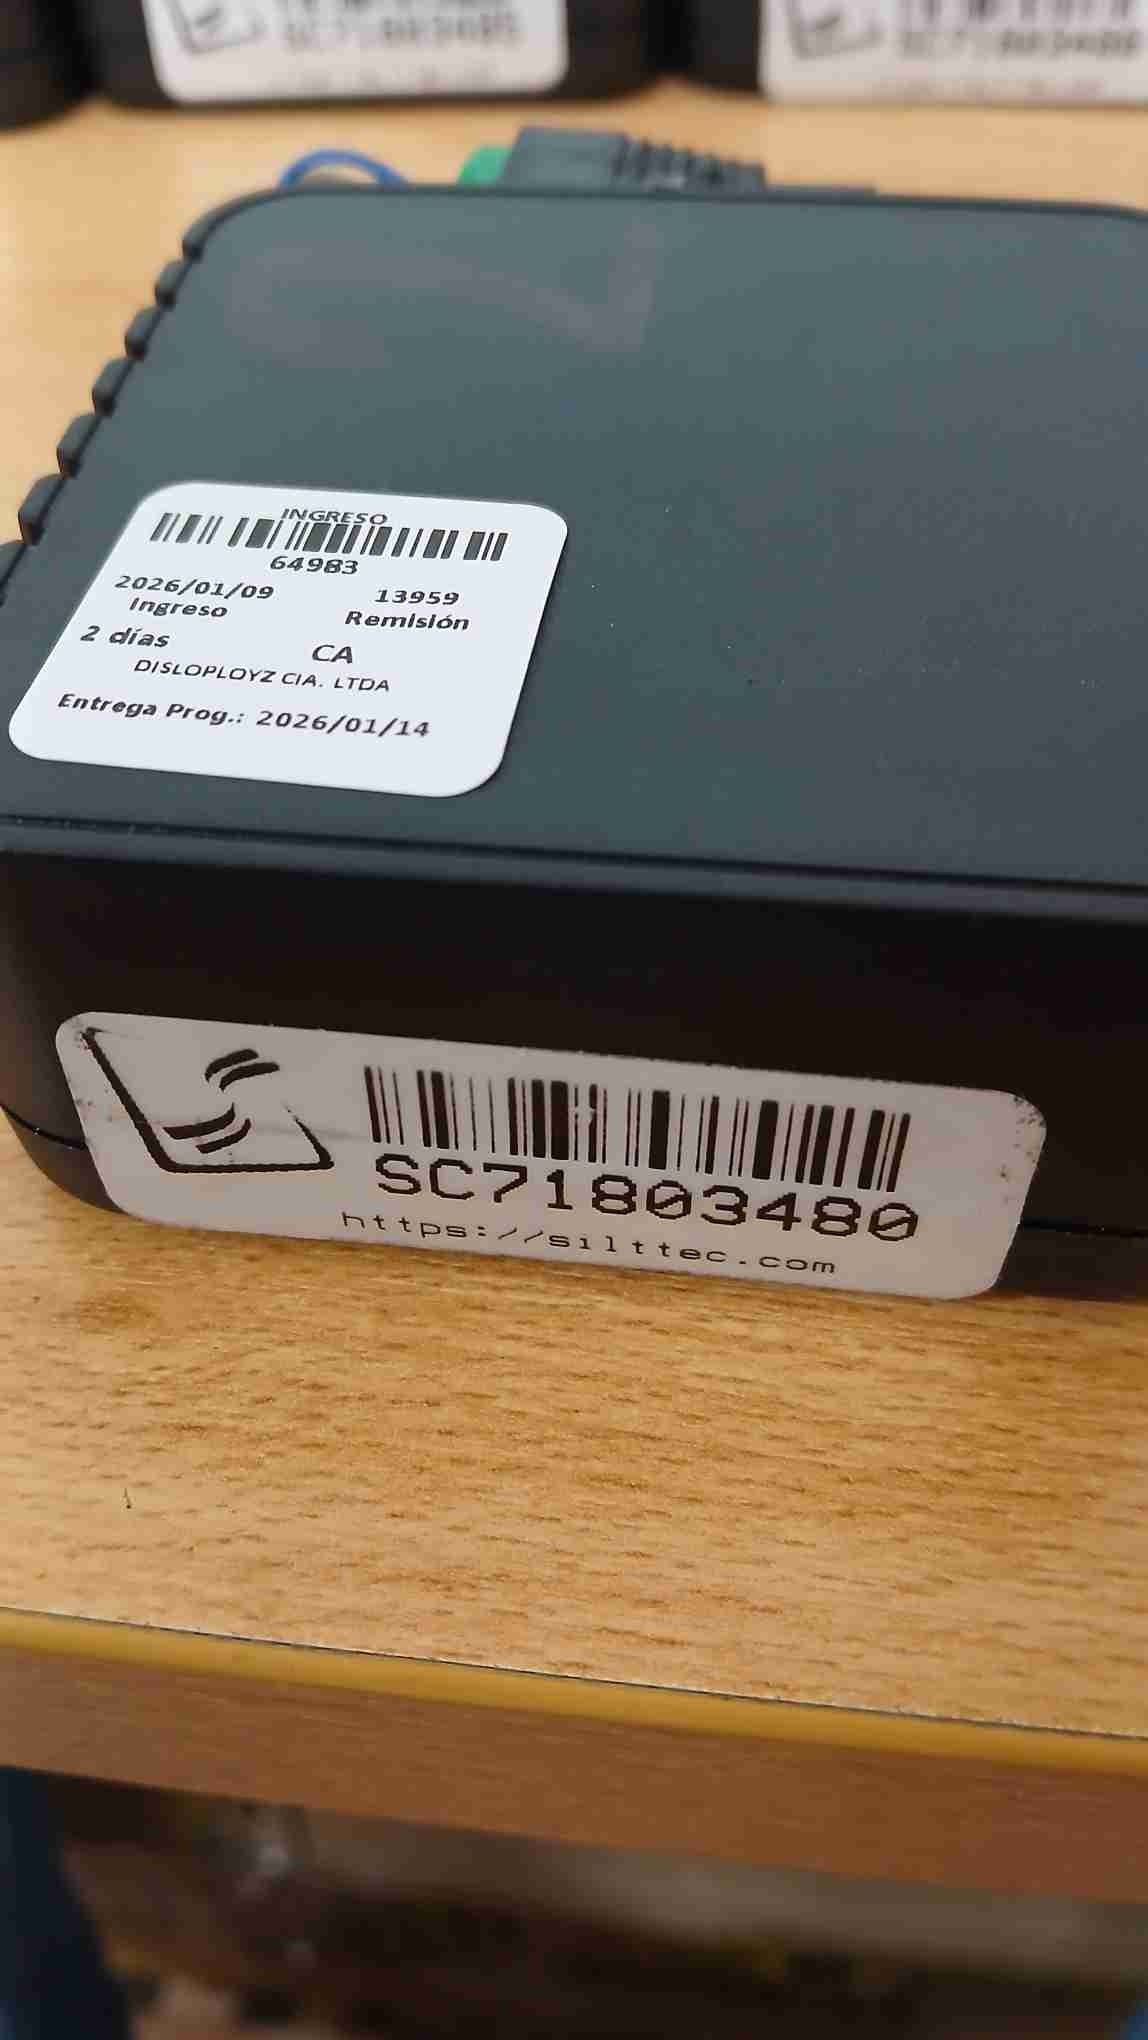 INGRESO
64983
2026/01/09 13959
Ingreso Remisión
2 días CA
DISLOPLOYZ CIA. LTDA
Entrega Prog.: 2026/01/14
SC71803480
https://silttec.com